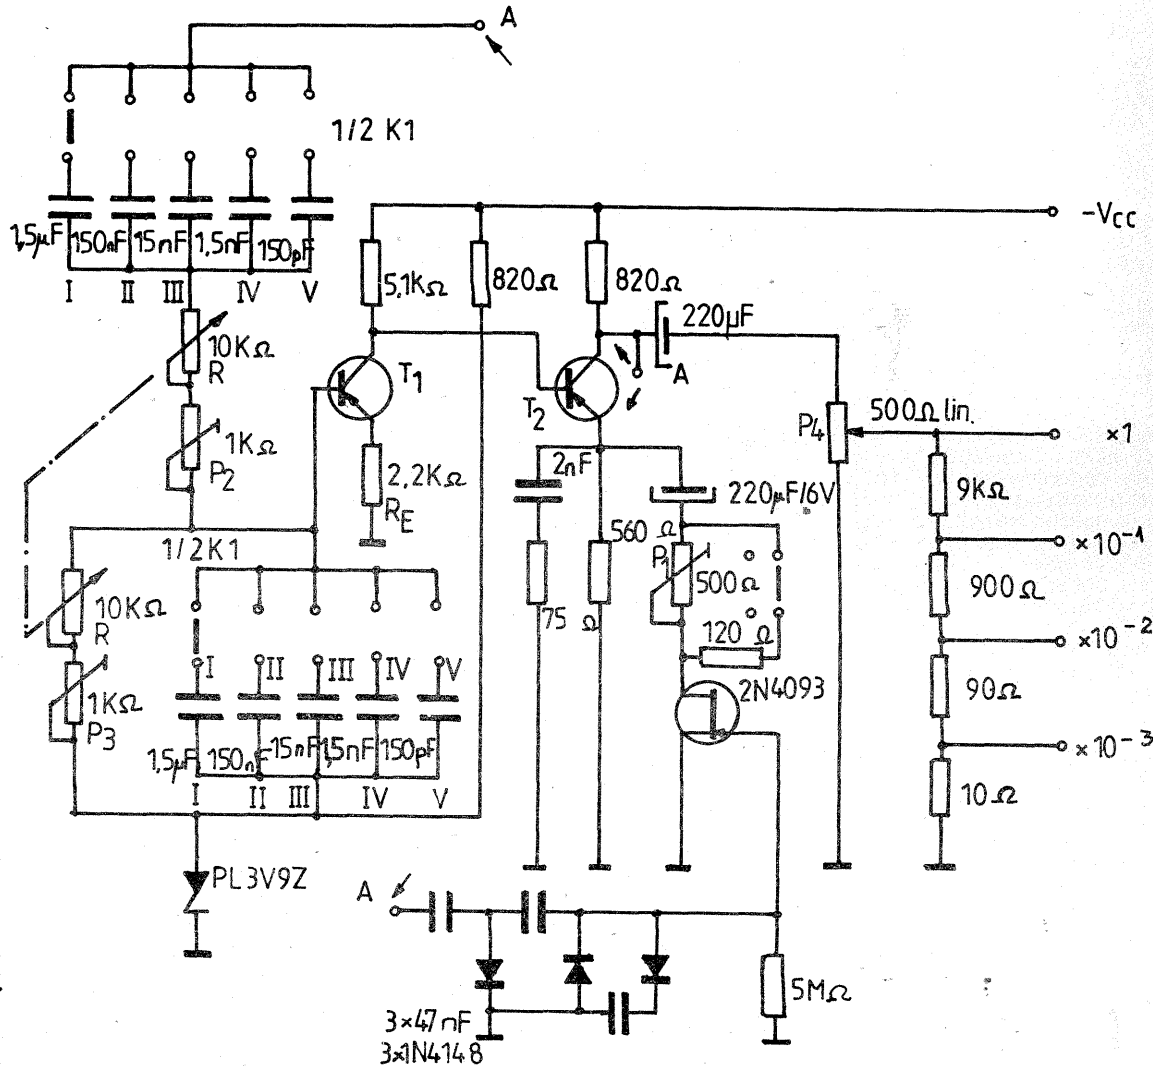 A
1/2 K1
-Vcc
1,5µF 150nF 15nF 1,5nF 150pF
I II III IV V
5,1KΩ
820Ω
820Ω
220µF
A
10KΩ
R
T1
T2
1KΩ
P2
2,2KΩ
RE
P4
500Ω lin.
×1
2nF
220µF/6V
9KΩ
×10-1
1/2K1
560 Ω
P1
500Ω
900Ω
10KΩ
R
75 Ω
120 Ω
×10-2
I II III IV V
1KΩ
P3
2N4093
90Ω
×10-3
1,5µF 150nF 15nF 1,5nF 150pF
I II III IV V
10Ω
PL3V9Z
A
5MΩ
3×47nF
3×1N4148